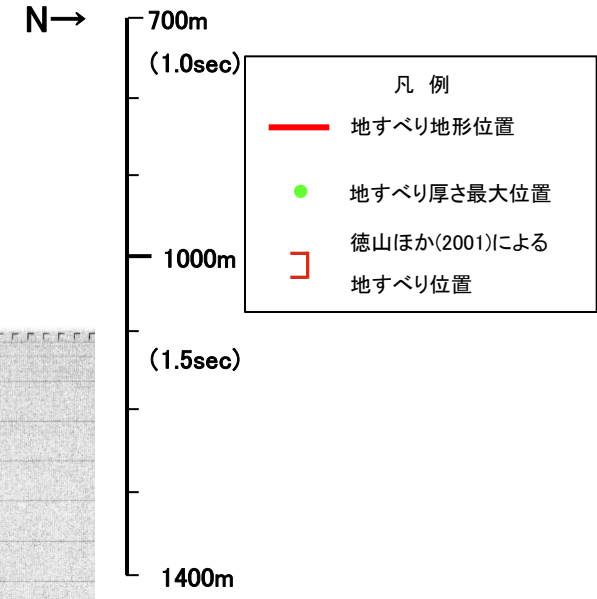 N→
700m
(1.0sec)
凡 例
地すべり地形位置
地すべり厚さ最大位置
徳山ほか(2001)による
地すべり位置
1000m
(1.5sec)
1400m